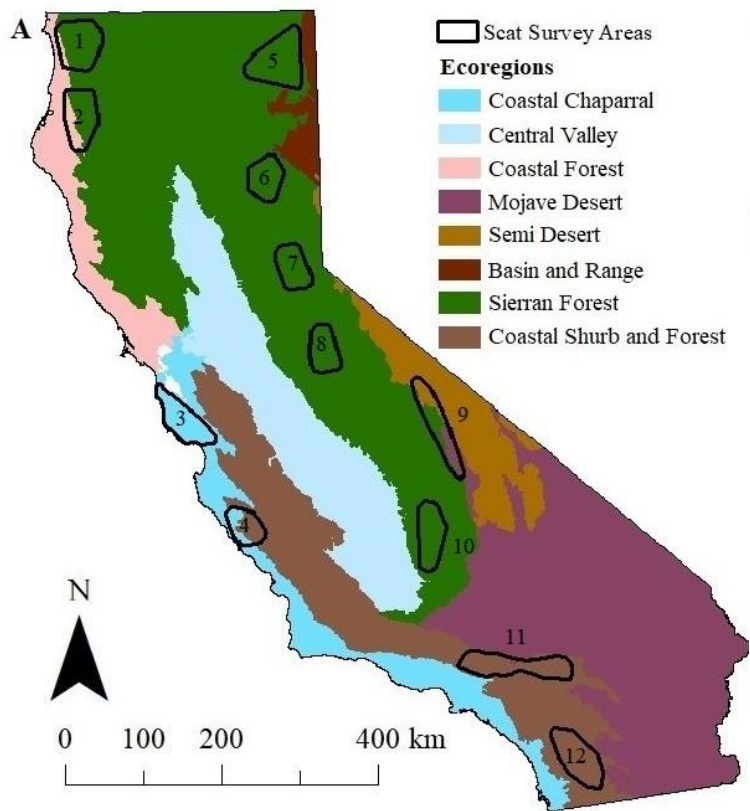 A
Scat Survey Areas
Ecoregions
Coastal Chaparral
Central Valley
Coastal Forest
Mojave Desert
Semi Desert
Basin and Range
Sierran Forest
Coastal Shurb and Forest
1
2
3
4
5
6
7
8
9
10
11
12
N
0 100 200 400 km